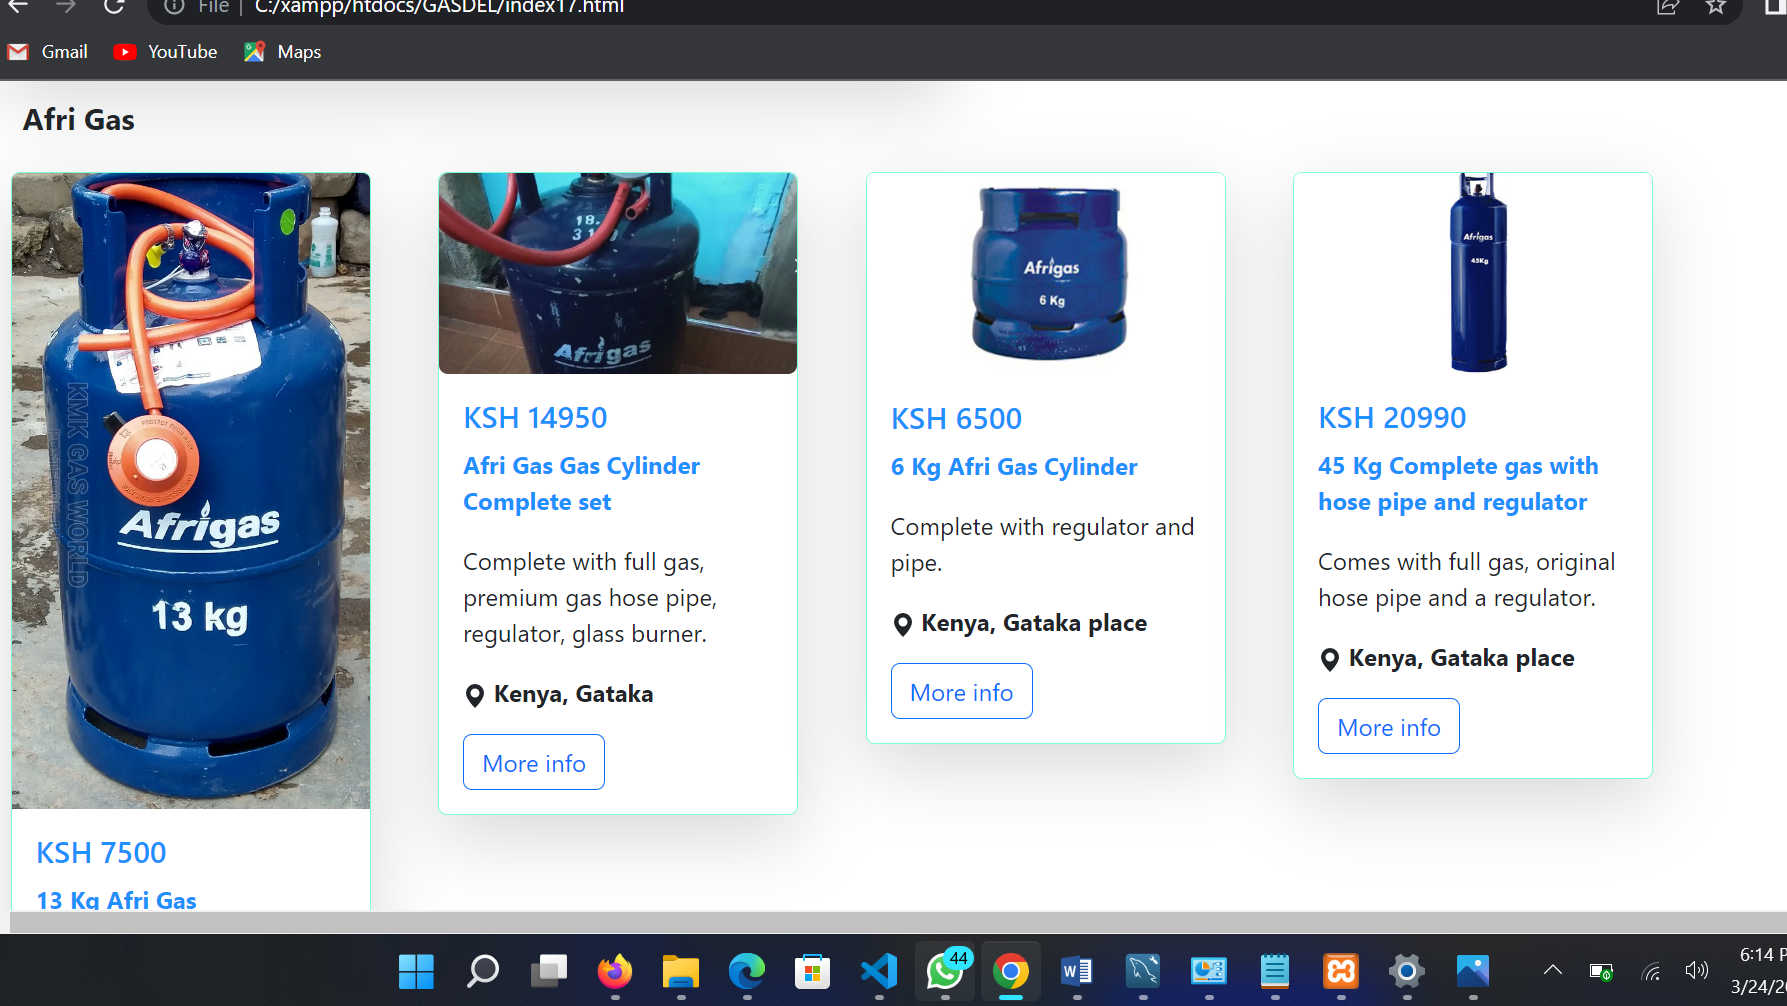 File | C:/xampp/htdocs/GASDEL/index17.html
Gmail YouTube Maps
Afri Gas
KMK GAS WORLD
Afrigas
13 kg
KSH 7500
13 Kg Afri Gas
18.
Afrigas
KSH 14950
Afri Gas Gas Cylinder
Complete set
Complete with full gas,
premium gas hose pipe,
regulator, glass burner.
Kenya, Gataka
More info
Afrigas
6 Kg
KSH 6500
6 Kg Afri Gas Cylinder
Complete with regulator and
pipe.
Kenya, Gataka place
More info
Afrigas
45Kg
KSH 20990
45 Kg Complete gas with
hose pipe and regulator
Comes with full gas, original
hose pipe and a regulator.
Kenya, Gataka place
More info
44
6:14 P
3/24/20